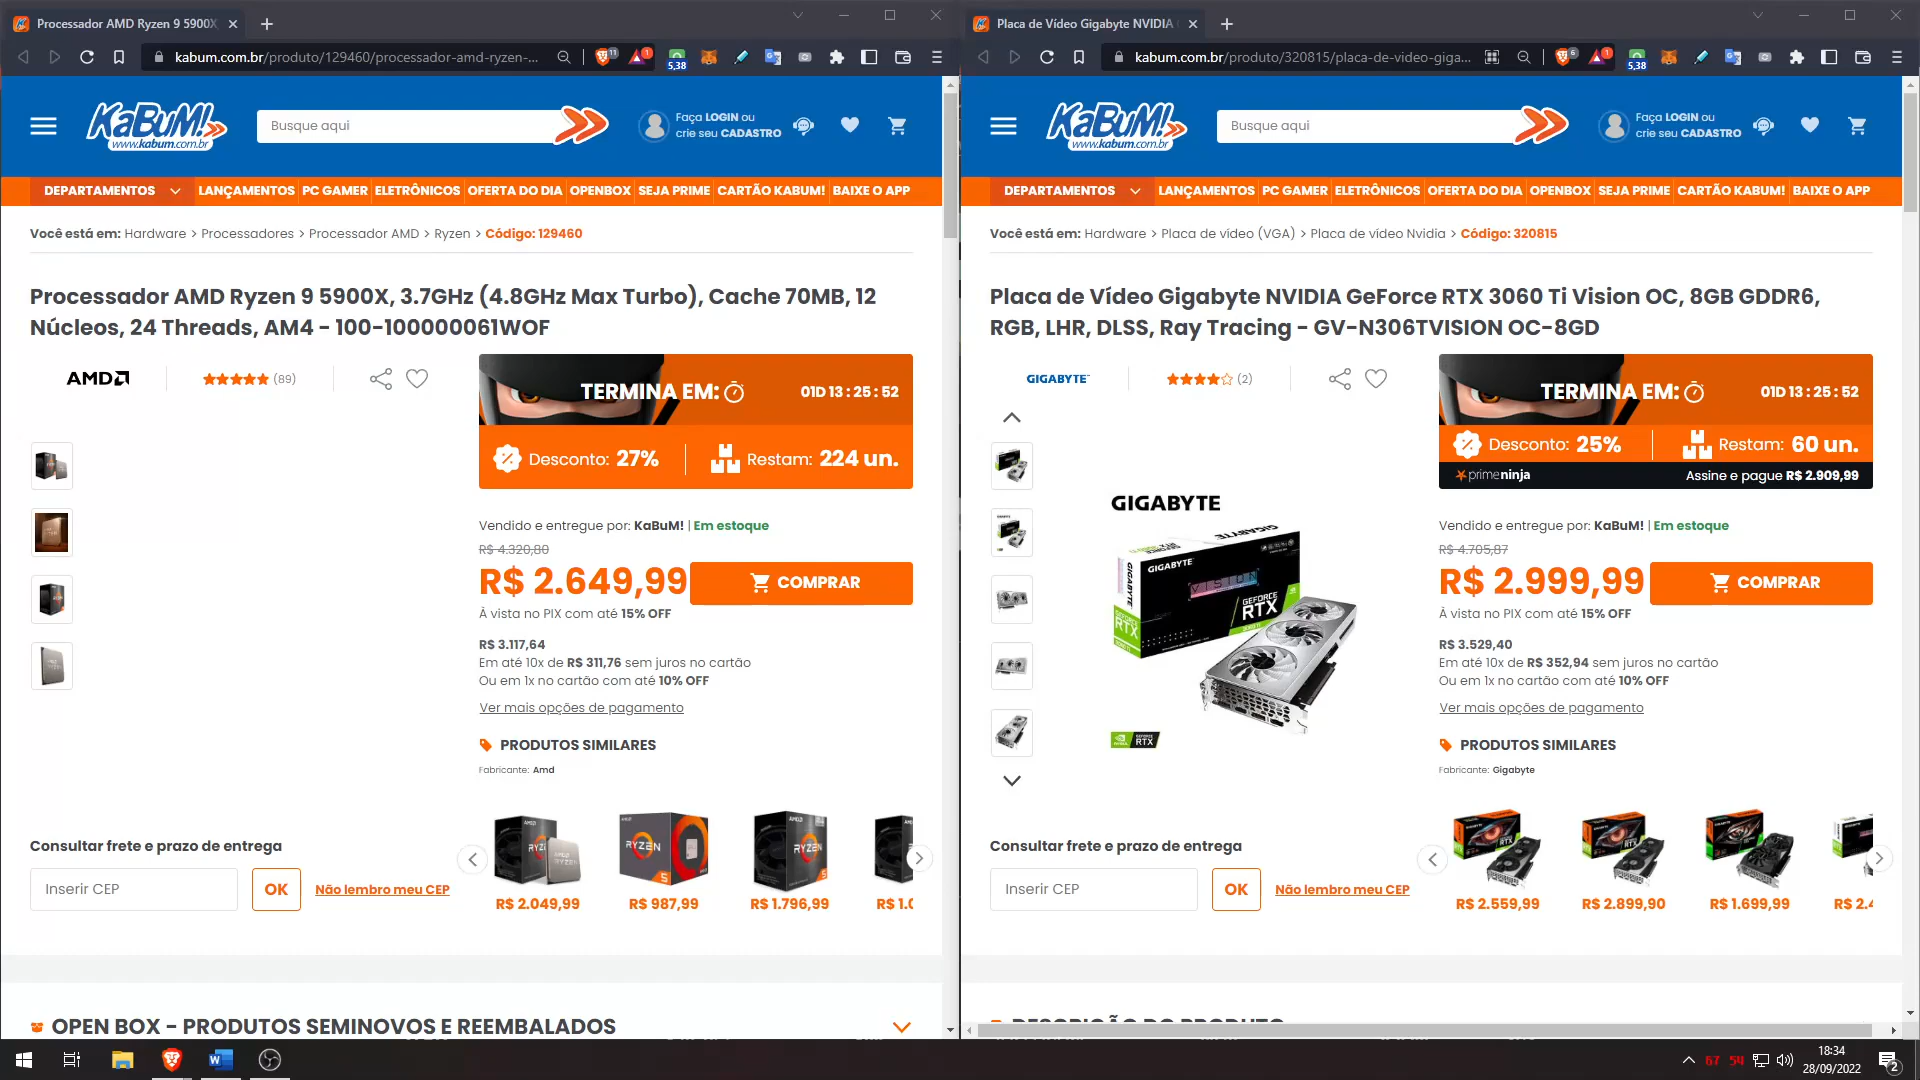 Processador AMD Ryzen 9 5900X
kabum.com.br/produto/129460/processador-amd-ryzen-...
11
1
5,38
KaBuM!
www.kabum.com.br
Busque aqui
Faça LOGIN ou
crie seu CADASTRO
DEPARTAMENTOS LANÇAMENTOS PC GAMER ELETRÔNICOS OFERTA DO DIA OPENBOX SEJA PRIME CARTÃO KABUM! BAIXE O APP
Você está em: Hardware > Processadores > Processador AMD > Ryzen > Código: 129460
Processador AMD Ryzen 9 5900X, 3.7GHz (4.8GHz Max Turbo), Cache 70MB, 12
Núcleos, 24 Threads, AM4 - 100-100000061WOF
AMD
(89)
TERMINA EM: 01D 13 : 25 : 52
Desconto: 27% Restam: 224 un.
Vendido e entregue por: KaBuM! | Em estoque
R$ 4.320,80
R$ 2.649,99
COMPRAR
À vista no PIX com até 15% OFF
R$ 3.117,64
Em até 10x de R$ 311,76 sem juros no cartão
Ou em 1x no cartão com até 10% OFF
Ver mais opções de pagamento
PRODUTOS SIMILARES
Fabricante: Amd
Consultar frete e prazo de entrega
Inserir CEP
OK
Não lembro meu CEP
R$ 2.049,99
R$ 987,99
R$ 1.796,99
OPEN BOX - PRODUTOS SEMINOVOS E REEMBALADOS
Placa de Vídeo Gigabyte NVIDIA
kabum.com.br/produto/320815/placa-de-video-giga...
6
1
5,38
KaBuM!
www.kabum.com.br
Busque aqui
Faça LOGIN ou
crie seu CADASTRO
DEPARTAMENTOS LANÇAMENTOS PC GAMER ELETRÔNICOS OFERTA DO DIA OPENBOX SEJA PRIME CARTÃO KABUM! BAIXE O APP
Você está em: Hardware > Placa de vídeo (VGA) > Placa de vídeo Nvidia > Código: 320815
Placa de Vídeo Gigabyte NVIDIA GeForce RTX 3060 Ti Vision OC, 8GB GDDR6,
RGB, LHR, DLSS, Ray Tracing - GV-N306TVISION OC-8GD
GIGABYTE
(2)
TERMINA EM: 01D 13 : 25 : 52
Desconto: 25% Restam: 60 un.
primeninja Assine e pague R$ 2.909,99
GIGABYTE
GIGABYTE
VISION
GEFORCE
RTX
GEFORCE
RTX
Vendido e entregue por: KaBuM! | Em estoque
R$ 4.705,87
R$ 2.999,99
COMPRAR
À vista no PIX com até 15% OFF
R$ 3.529,40
Em até 10x de R$ 352,94 sem juros no cartão
Ou em 1x no cartão com até 10% OFF
Ver mais opções de pagamento
PRODUTOS SIMILARES
Fabricante: Gigabyte
Consultar frete e prazo de entrega
Inserir CEP
OK
Não lembro meu CEP
R$ 2.559,99
R$ 2.899,90
R$ 1.699,99
DESCRIÇÃO DO PRODUTO
67 54
18:34
28/09/2022
2